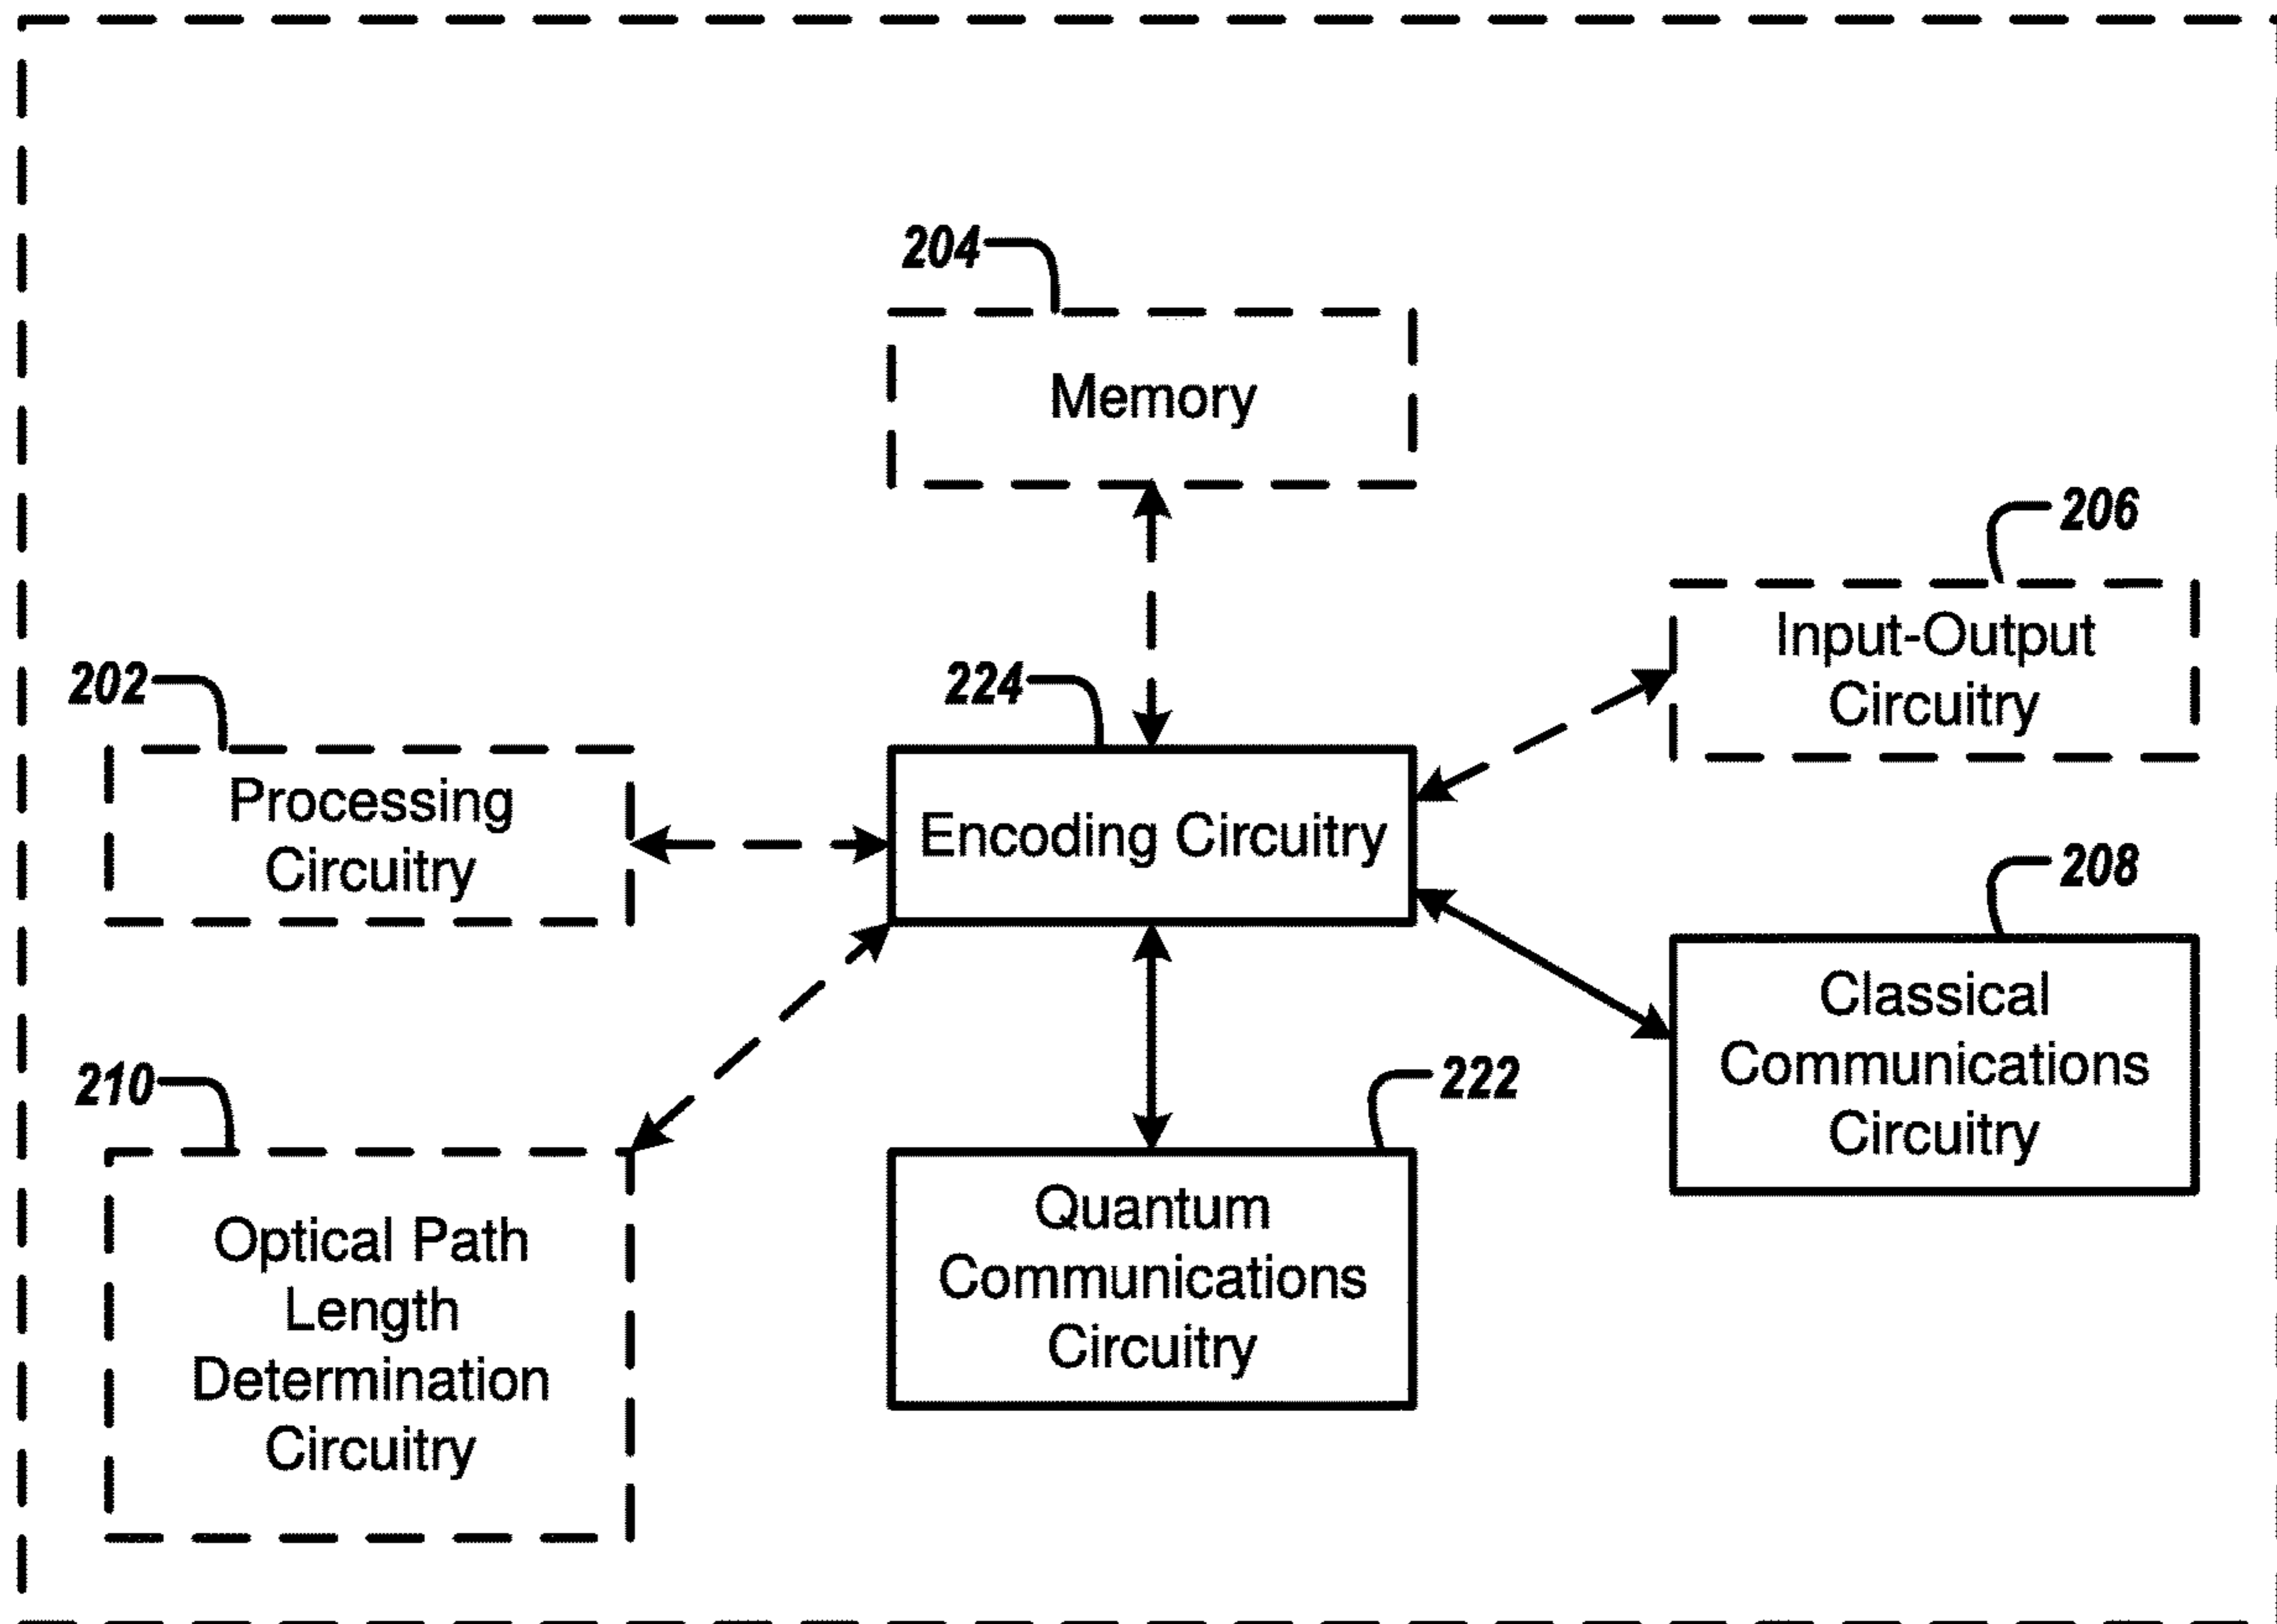 204
Memory
206
Input-Output
Circuitry
202
Processing
Circuitry
224
Encoding Circuitry
208
Classical
Communications
Circuitry
210
Optical Path
Length
Determination
Circuitry
222
Quantum
Communications
Circuitry